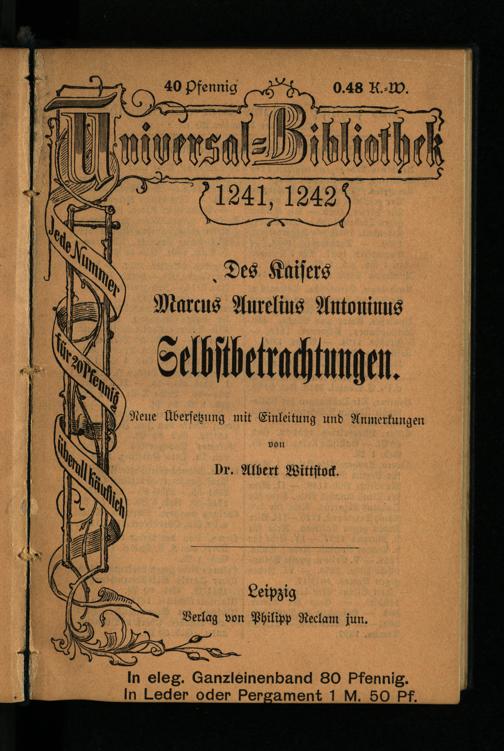 40 Pfennig 0.48 K.-W.
Universal-Bibliothek
1241, 1242
Jede Nummer
für 20 Pfennig
überall käuflich
Des Kaisers
Marcus Aurelius Antoninus
Selbstbetrachtungen.
Neue Übersetzung mit Einleitung und Anmerkungen
von
Dr. Albert Wittstock.
Leipzig
Verlag von Philipp Reclam jun.
In eleg. Ganzleinenband 80 Pfennig.
In Leder oder Pergament 1 M. 50 Pf.